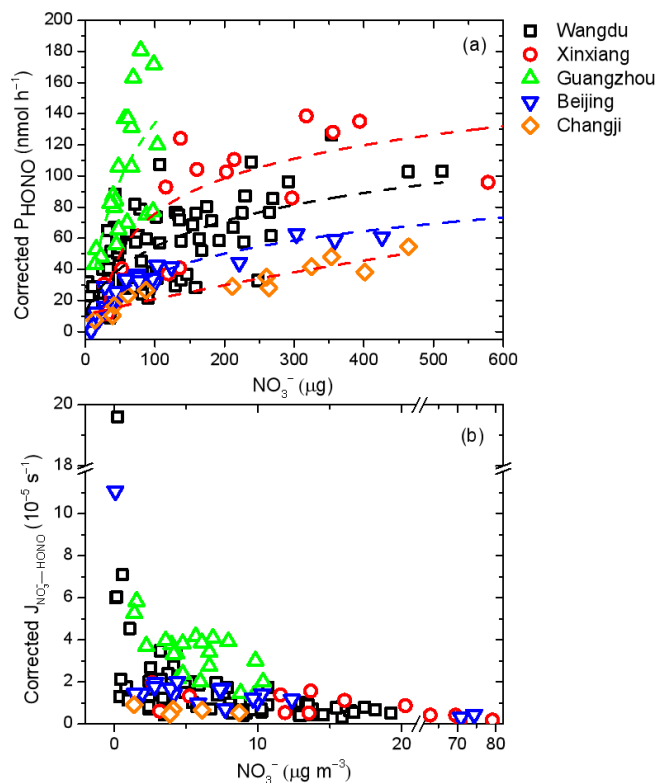 (a)
Wangdu
Xinxiang
Guangzhou
Beijing
Changji
Corrected P_HONO (nmol h⁻¹)
200
180
160
140
120
100
80
60
40
20
0
0 100 200 300 400 500 600
NO₃⁻ (μg)
(b)
Corrected J_NO₃⁻—HONO (10⁻⁵ s⁻¹)
20
18
10
8
6
4
2
0
0 10 20 70 80
NO₃⁻ (μg m⁻³)